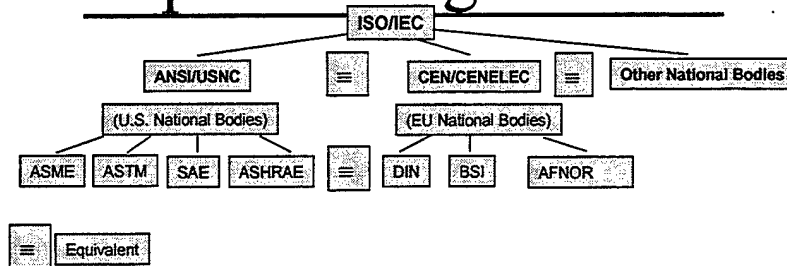 ISO/IEC
ANSI/USNC ≡ CEN/CENELEC ≡ Other National Bodies
(U.S. National Bodies) (EU National Bodies)
ASME ASTM SAE ASHRAE ≡ DIN BSI AFNOR
≡ Equivalent